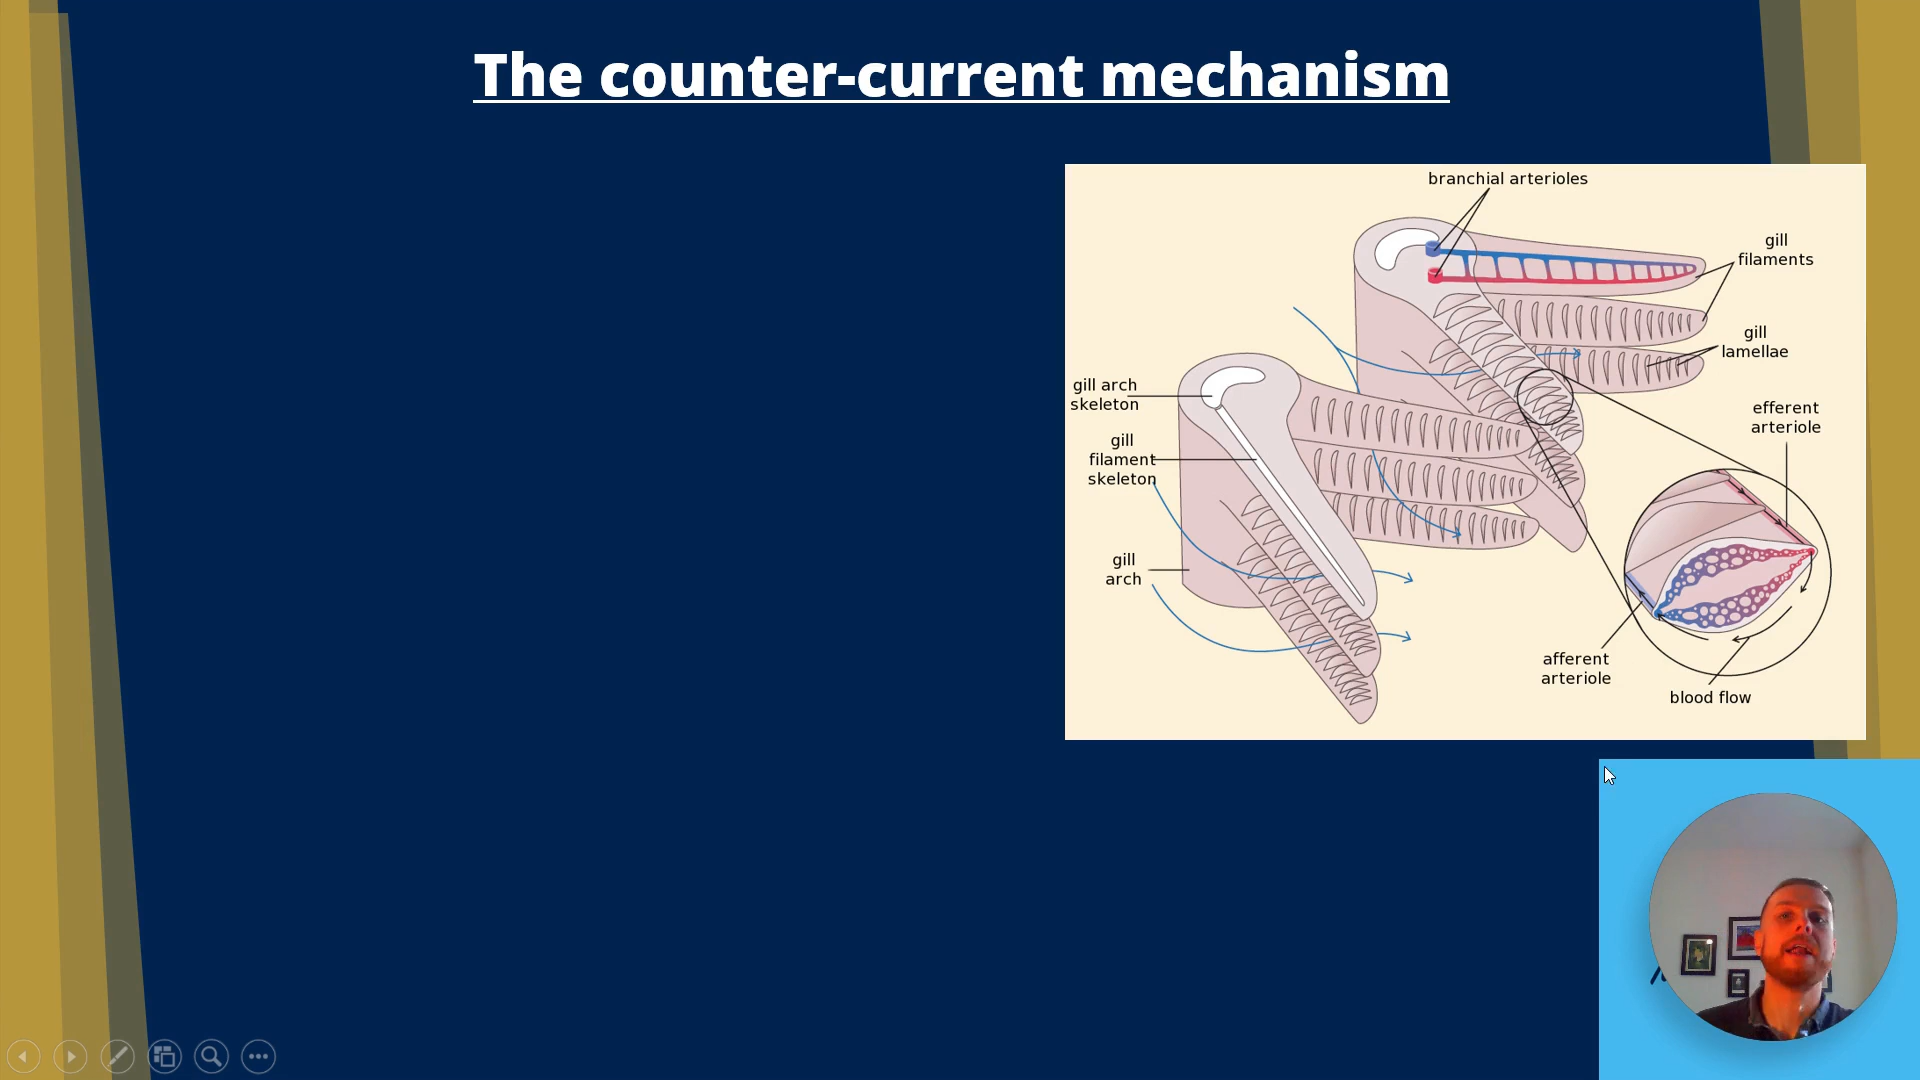 The counter-current mechanism
branchial arterioles
gill
filaments
gill
lamellae
gill arch
skeleton
efferent
arteriole
gill
filament
skeleton
gill
arch
afferent
arteriole
blood flow